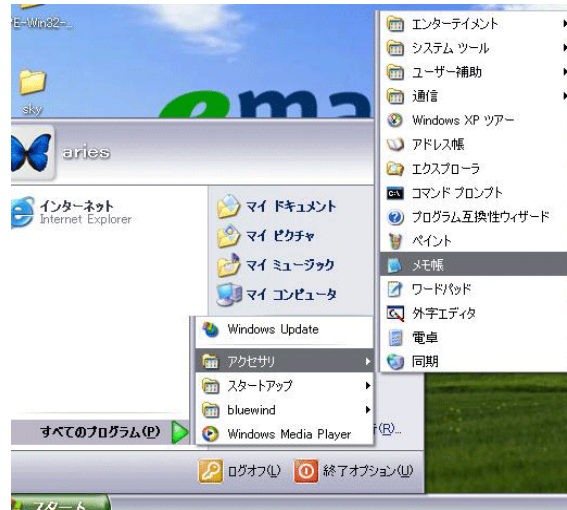 E-Win32-..
sky
ema
aries
インターネット
Internet Explorer
マイ ドキュメント
マイ ピクチャ
マイ ミュージック
マイ コンピュータ
Windows Update
アクセサリ
スタートアップ
bluewind
Windows Media Player
すべてのプログラム(P)
(R)...
ログオフ(L)
終了オプション(U)
スタート
エンターテイメント
システム ツール
ユーザー補助
通信
Windows XP ツアー
アドレス帳
エクスプローラ
コマンド プロンプト
プログラム互換性ウィザード
ペイント
メモ帳
ワードパッド
外字エディタ
電卓
同期